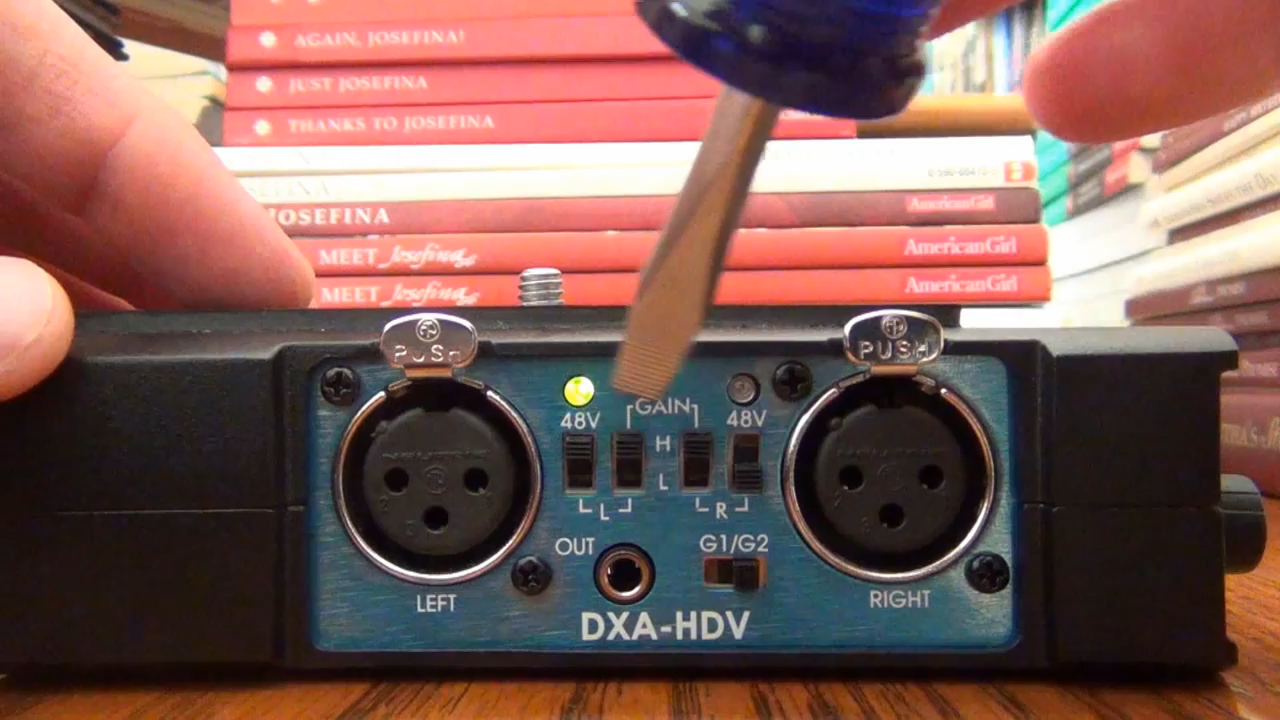 AGAIN, JOSEFINA!
JUST JOSEFINA
THANKS TO JOSEFINA
JOSEFINA AmericanGirl
MEET Josefina AmericanGirl
MEET Josefina AmericanGirl
PUSH PUSH
48V GAIN 48V
H
L
L R
OUT G1/G2
LEFT RIGHT
DXA-HDV